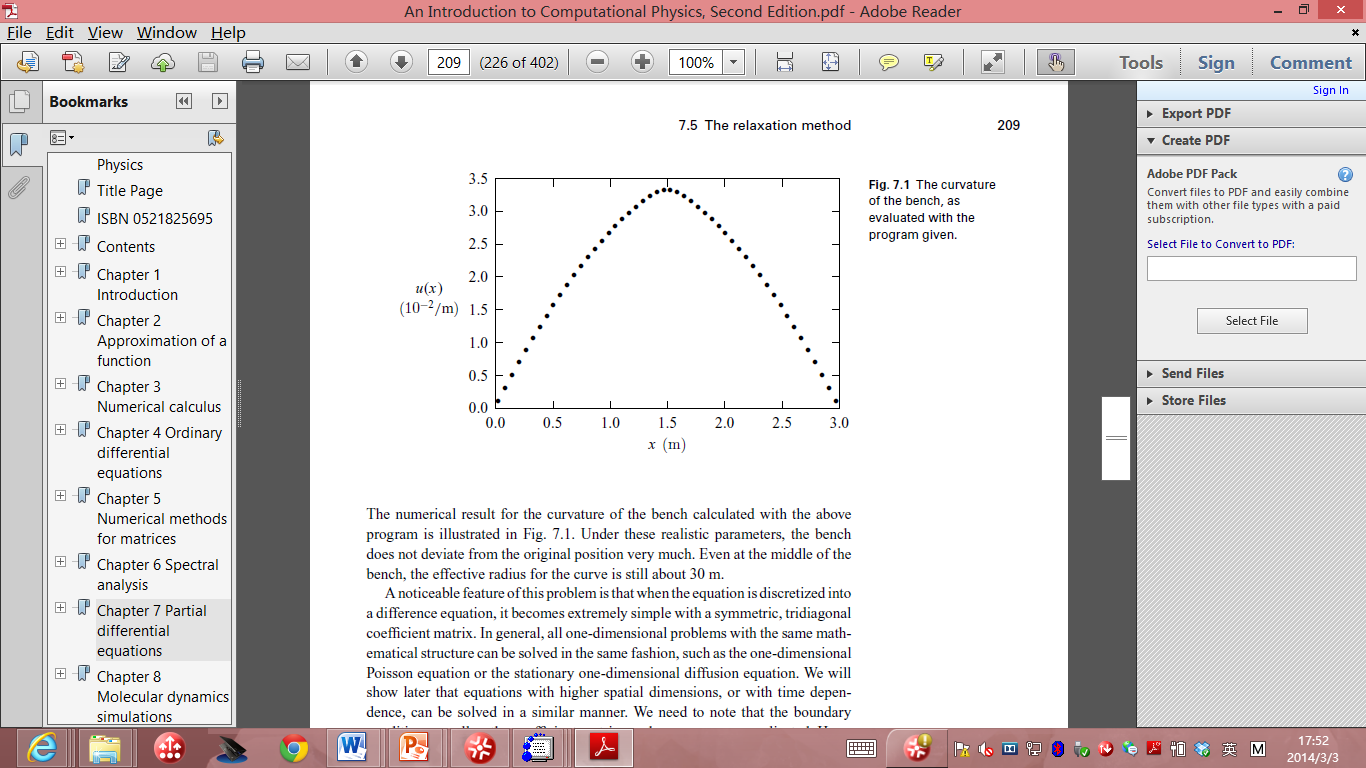 An Introduction to Computational Physics, Second Edition.pdf - Adobe Reader
File Edit View Window Help
209 (226 of 402) 100% Tools Sign Comment
Bookmarks
Physics
Title Page
ISBN 0521825695
Contents
Chapter 1
Introduction
Chapter 2
Approximation of a
function
Chapter 3
Numerical calculus
Chapter 4 Ordinary
differential
equations
Chapter 5
Numerical methods
for matrices
Chapter 6 Spectral
analysis
Chapter 7 Partial
differential
equations
Chapter 8
Molecular dynamics
simulations
7.5 The relaxation method 209
3.5
3.0
2.5
2.0
1.5
1.0
0.5
0.0
u(x)
(10⁻²/m)
0.0 0.5 1.0 1.5 2.0 2.5 3.0
x (m)
Fig. 7.1 The curvature
of the bench, as
evaluated with the
program given.
The numerical result for the curvature of the bench calculated with the above
program is illustrated in Fig. 7.1. Under these realistic parameters, the bench
does not deviate from the original position very much. Even at the middle of the
bench, the effective radius for the curve is still about 30 m.
A noticeable feature of this problem is that when the equation is discretized into
a difference equation, it becomes extremely simple with a symmetric, tridiagonal
coefficient matrix. In general, all one-dimensional problems with the same math-
ematical structure can be solved in the same fashion, such as the one-dimensional
Poisson equation or the stationary one-dimensional diffusion equation. We will
show later that equations with higher spatial dimensions, or with time depen-
dence, can be solved in a similar manner. We need to note that the boundary
Sign In
Export PDF
Create PDF
Adobe PDF Pack
Convert files to PDF and easily combine
them with other file types with a paid
subscription.
Select File to Convert to PDF:
Select File
Send Files
Store Files
英 M
17:52
2014/3/3